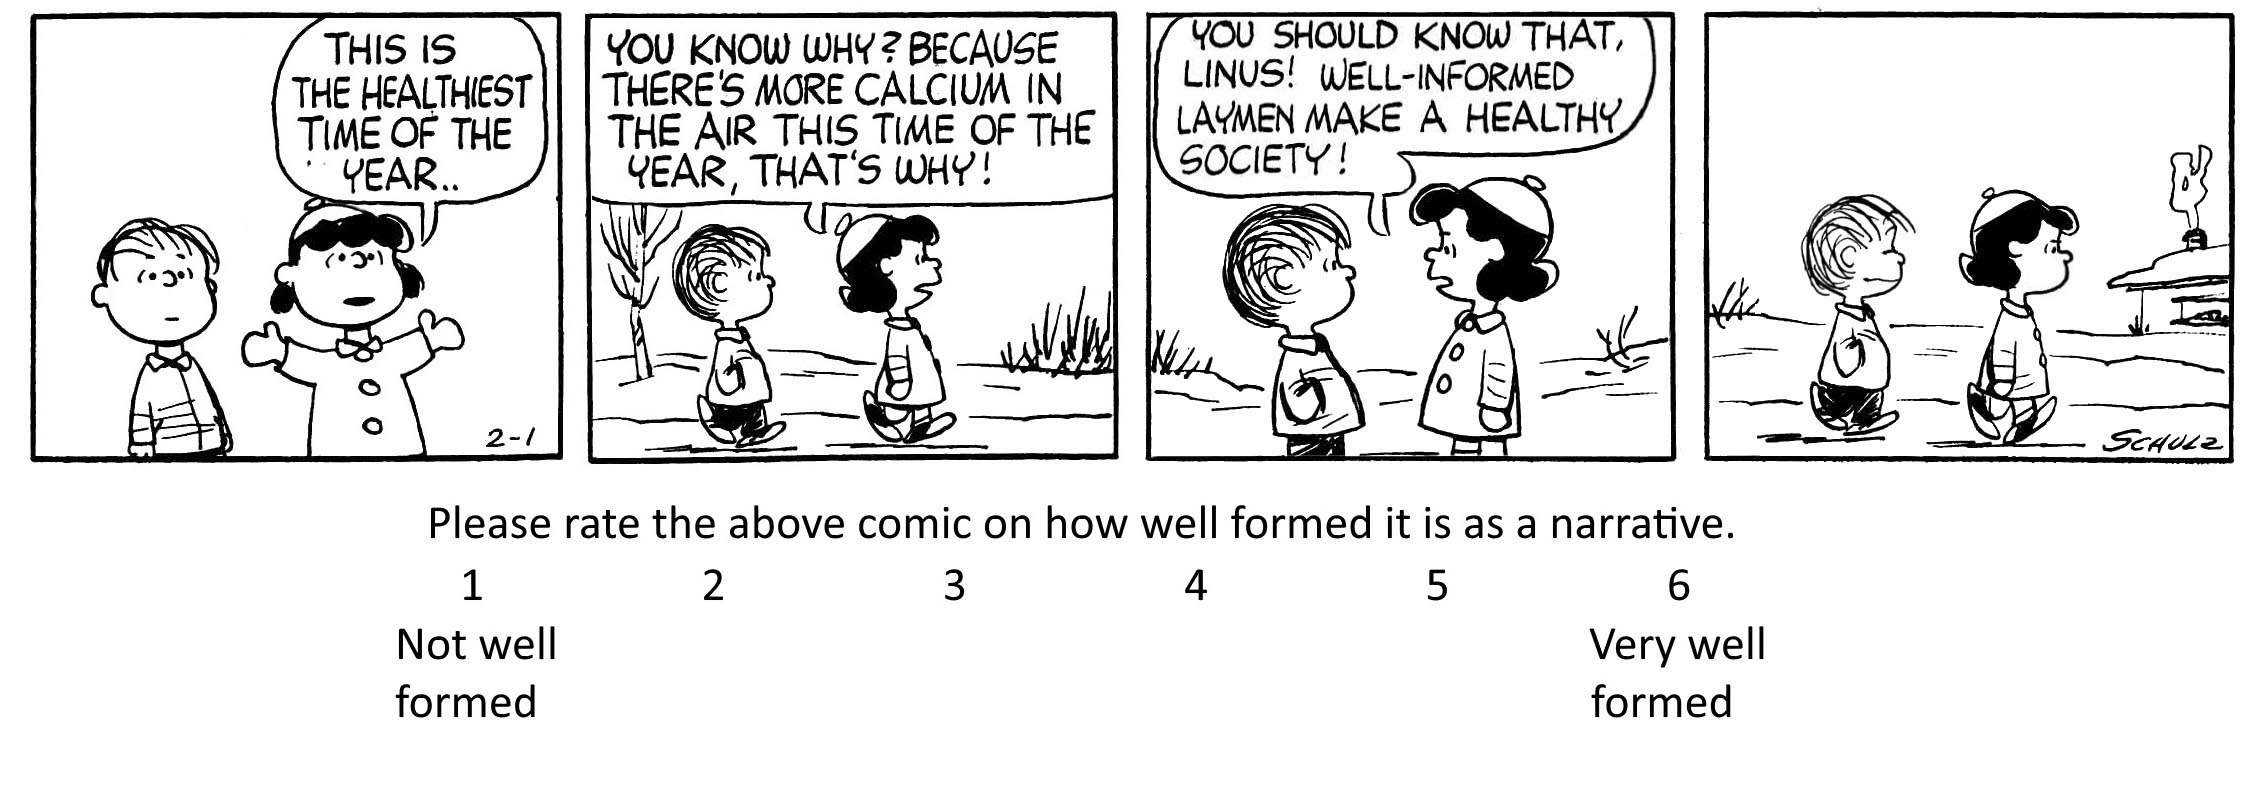 THIS IS
THE HEALTHIEST
TIME OF THE
YEAR..
2-1
YOU KNOW WHY? BECAUSE
THERE'S MORE CALCIUM IN
THE AIR THIS TIME OF THE
YEAR, THAT'S WHY!
YOU SHOULD KNOW THAT,
LINUS! WELL-INFORMED
LAYMEN MAKE A HEALTHY
SOCIETY!
SCHULZ
Please rate the above comic on how well formed it is as a narrative.
1 2 3 4 5 6
Not well
formed
Very well
formed